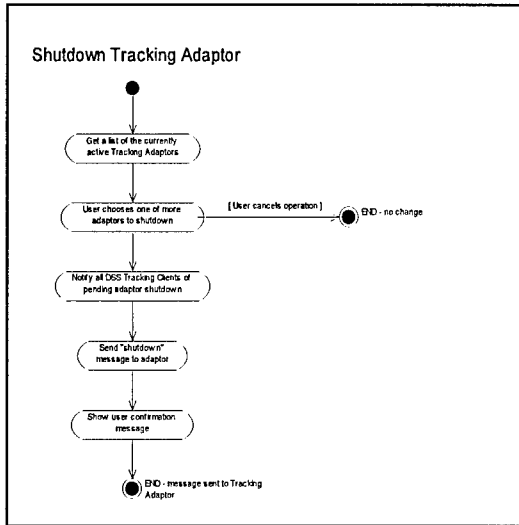 Shutdown Tracking Adaptor
Get a list of the currently
active Tracking Adaptors
User chooses one of more
adaptors to shutdown
[ User cancels operation ]
END - no change
Notify all DSS Tracking Clients of
pending adaptor shutdown
Send "shutdown"
message to adaptor
Show user confirmation
message
END - message sent to Tracking
Adaptor